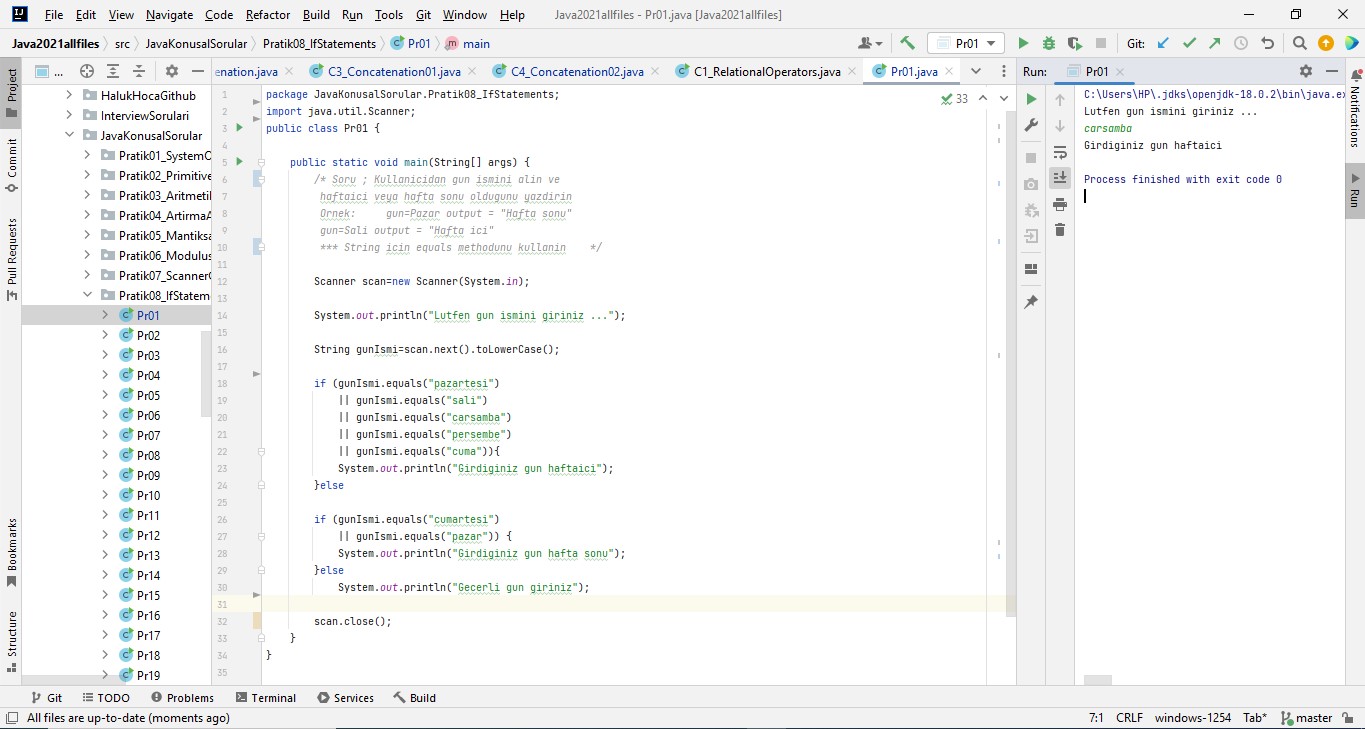 File Edit View Navigate Code Refactor Build Run Tools Git Window Help Java2021allfiles - Pr01.java [Java2021allfiles]
Java2021allfiles src JavaKonusalSorular Pratik08_IfStatements Pr01 main Pr01 Git:
... enation.java C3_Concatenation01.java C4_Concatenation02.java C1_RelationalOperators.java Pr01.java Run: Pr01
Project
Commit
Pull Requests
Bookmarks
Structure
HalukHocaGithub
InterviewSorulari
JavaKonusalSorular
Pratik01_SystemO
Pratik02_Primitive
Pratik03_Aritmetil
Pratik04_ArtirmaA
Pratik05_Mantiksa
Pratik06_Modulus
Pratik07_ScannerC
Pratik08_IfStatem
Pr01
Pr02
Pr03
Pr04
Pr05
Pr06
Pr07
Pr08
Pr09
Pr10
Pr11
Pr12
Pr13
Pr14
Pr15
Pr16
Pr17
Pr18
Pr19
33
1 package JavaKonusalSorular.Pratik08_IfStatements;
2 import java.util.Scanner;
3 public class Pr01 {
4
5 public static void main(String[] args) {
6 /* Soru ; Kullanicidan gun ismini alin ve
7 haftaici veya hafta sonu oldugunu yazdirin
8 Ornek: gun=Pazar output = "Hafta sonu"
9 gun=Sali output = "Hafta ici"
10 *** String icin equals methodunu kullanin */
11
12 Scanner scan=new Scanner(System.in);
13
14 System.out.println("Lutfen gun ismini giriniz ...");
15
16 String gunIsmi=scan.next().toLowerCase();
17
18 if (gunIsmi.equals("pazartesi")
19 || gunIsmi.equals("sali")
20 || gunIsmi.equals("carsamba")
21 || gunIsmi.equals("persembe")
22 || gunIsmi.equals("cuma")){
23 System.out.println("Girdiginiz gun haftaici");
24 }else
25
26 if (gunIsmi.equals("cumartesi")
27 || gunIsmi.equals("pazar")) {
28 System.out.println("Girdiginiz gun hafta sonu");
29 }else
30 System.out.println("Gecerli gun giriniz");
31
32 scan.close();
33 }
34 }
35
C:\Users\HP\.jdks\openjdk-18.0.2\bin\java.ex
Lutfen gun ismini giriniz ...
carsamba
Girdiginiz gun haftaici
Process finished with exit code 0
Notifications
Run
Git TODO Problems Terminal Services Build
All files are up-to-date (moments ago) 7:1 CRLF windows-1254 Tab* master